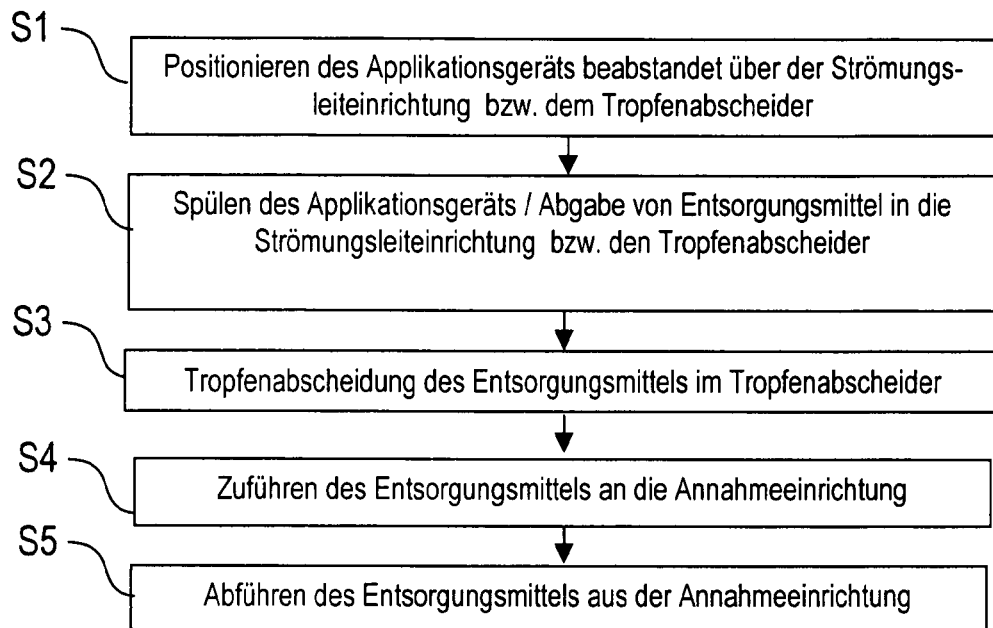 S1
Positionieren des Applikationsgeräts beabstandet über der Strömungs-
leiteinrichtung bzw. dem Tropfenabscheider
S2
Spülen des Applikationsgeräts / Abgabe von Entsorgungsmittel in die
Strömungsleiteinrichtung bzw. den Tropfenabscheider
S3
Tropfenabscheidung des Entsorgungsmittels im Tropfenabscheider
S4
Zuführen des Entsorgungsmittels an die Annahmeeinrichtung
S5
Abführen des Entsorgungsmittels aus der Annahmeeinrichtung